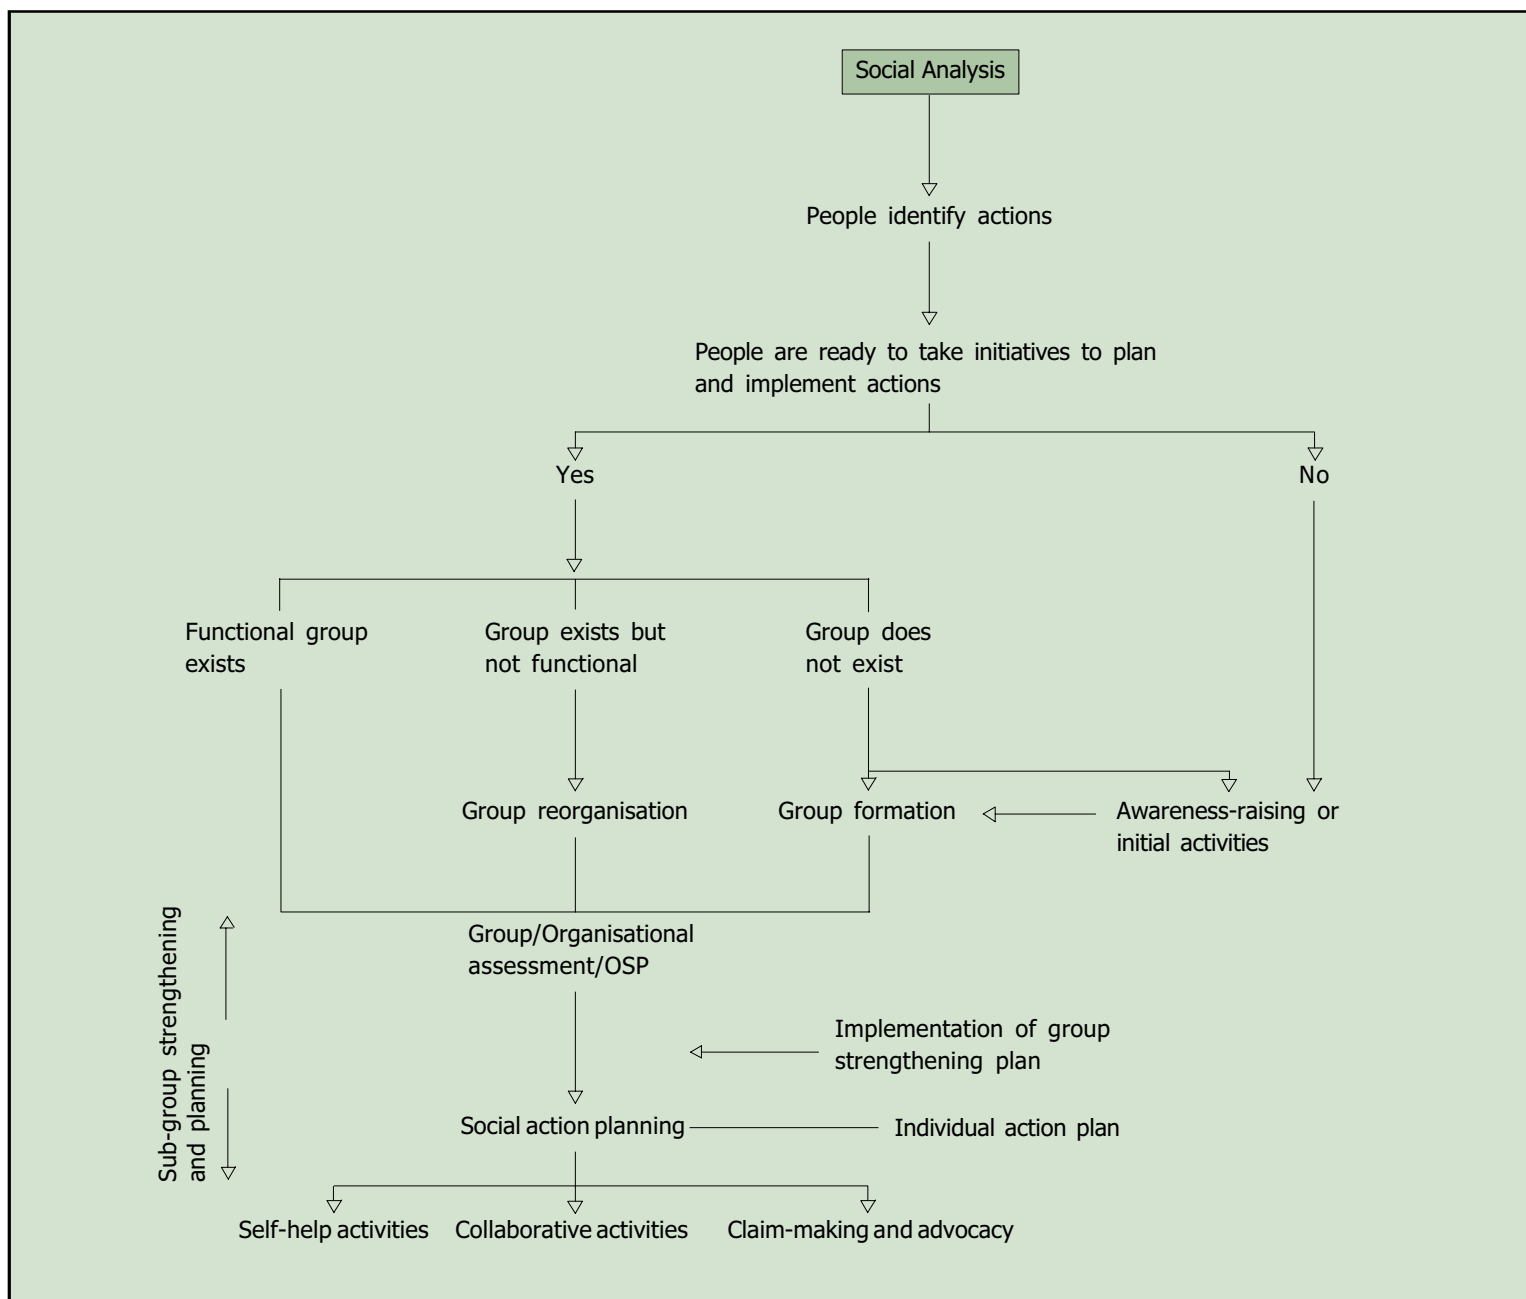 Social Analysis
People identify actions
People are ready to take initiatives to plan
and implement actions
Yes
No
Functional group
exists
Group exists but
not functional
Group does
not exist
Group reorganisation
Group formation
Awareness-raising or
initial activities
Group/Organisational
assessment/OSP
Sub-group strengthening
and planning
Implementation of group
strengthening plan
Social action planning
Individual action plan
Self-help activities
Collaborative activities
Claim-making and advocacy